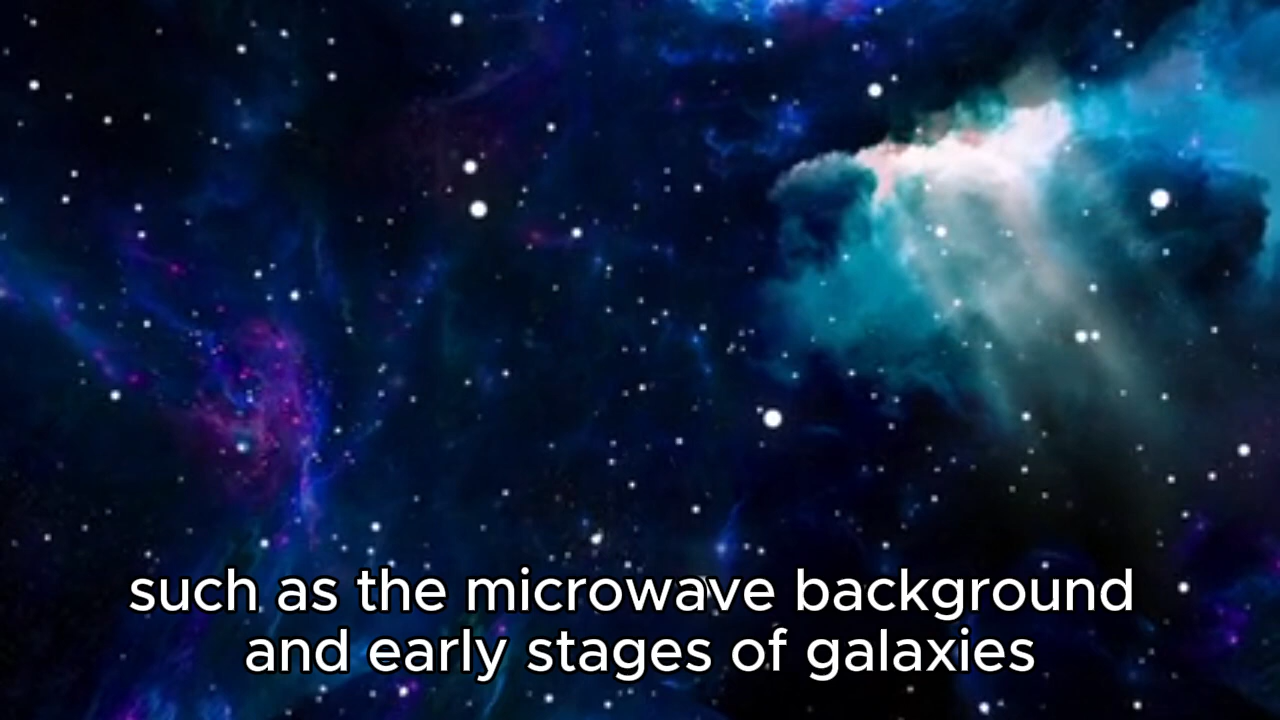 such as the microwave background
and early stages of galaxies